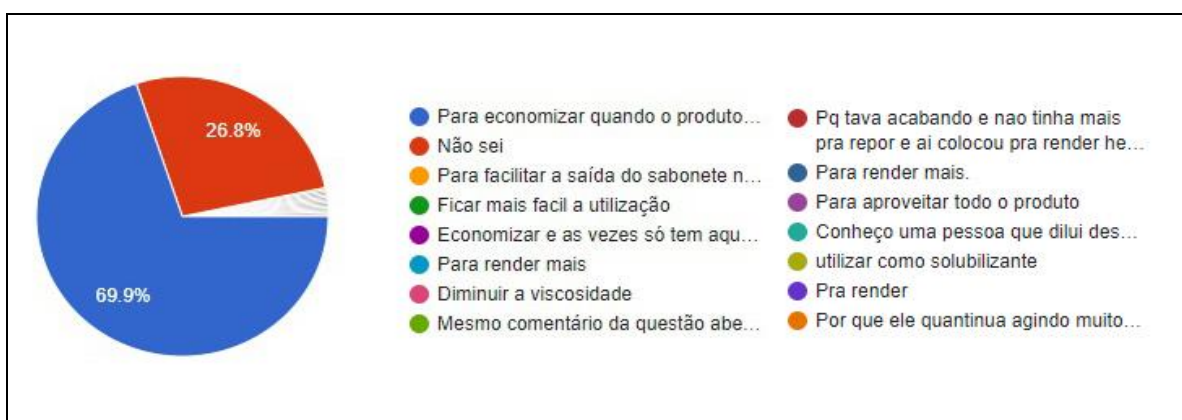 26.8%
69.9%
Para economizar quando o produto...
Não sei
Para facilitar a saída do sabonete n...
Ficar mais facil a utilização
Economizar e as vezes só tem aqu...
Para render mais
Diminuir a viscosidade
Mesmo comentário da questão abe...
Pq tava acabando e nao tinha mais
pra repor e ai colocou pra render he...
Para render mais.
Para aproveitar todo o produto
Conheço uma pessoa que dilui des...
utilizar como solubilizante
Pra render
Por que ele quantinua agindo muito...